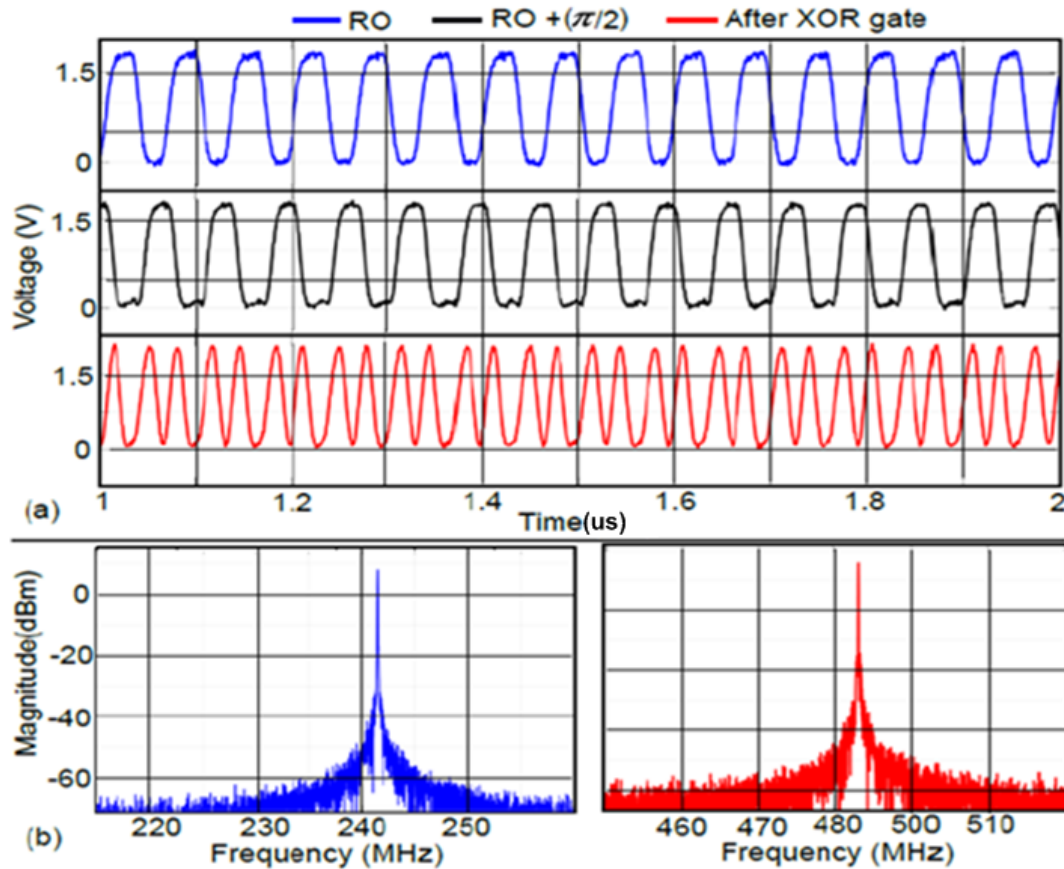 RO RO +(π/2) After XOR gate
Voltage (V)
1.5
0
1.5
0
1.5
0
1 1.2 1.4 1.6 1.8 2
(a) Time(us)
Magnitude(dBm)
0
-20
-40
-60
220 230 240 250
460 470 483 500 510
(b) Frequency (MHz) Frequency (MHz)